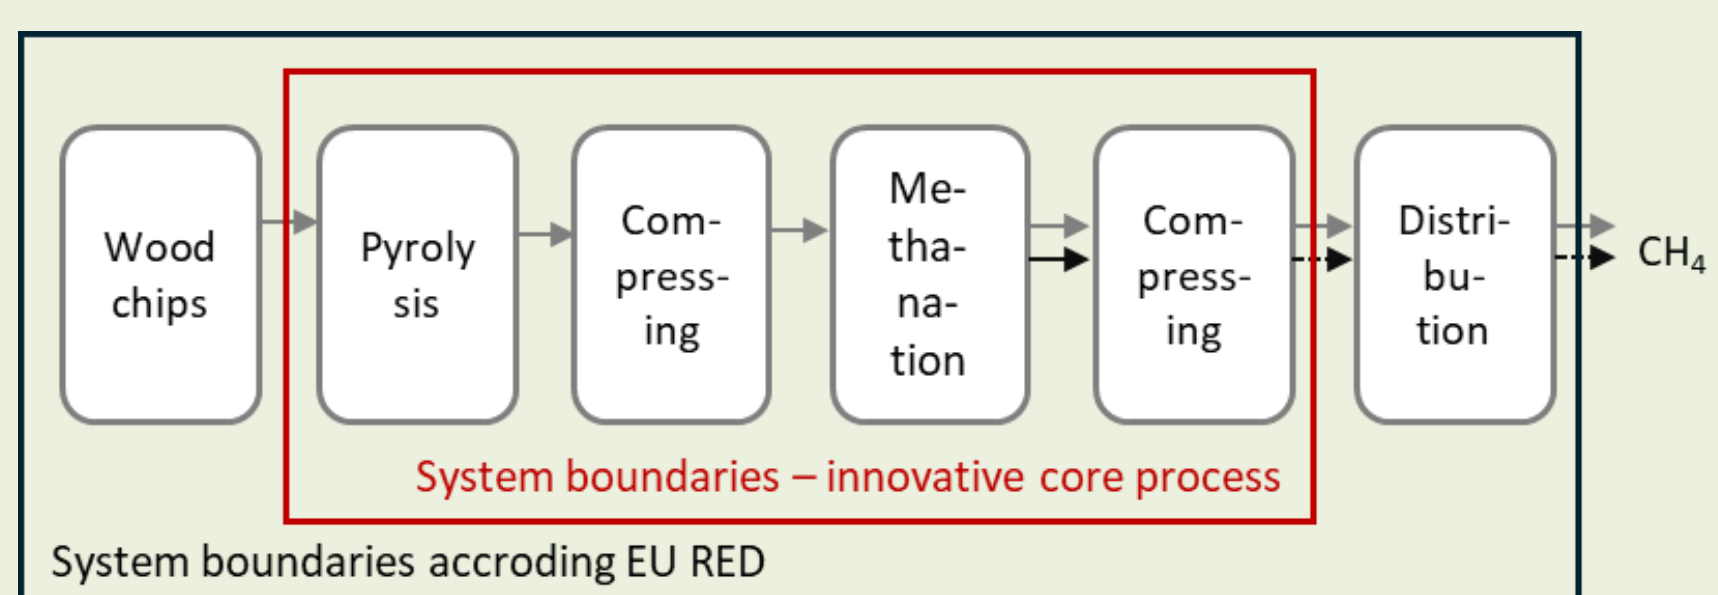 Wood
chips
Pyroly
sis
Com-
press-
ing
Me-
tha-
na-
tion
Com-
press-
ing
Distri-
bu-
tion
CH₄
System boundaries – innovative core process
System boundaries accroding EU RED